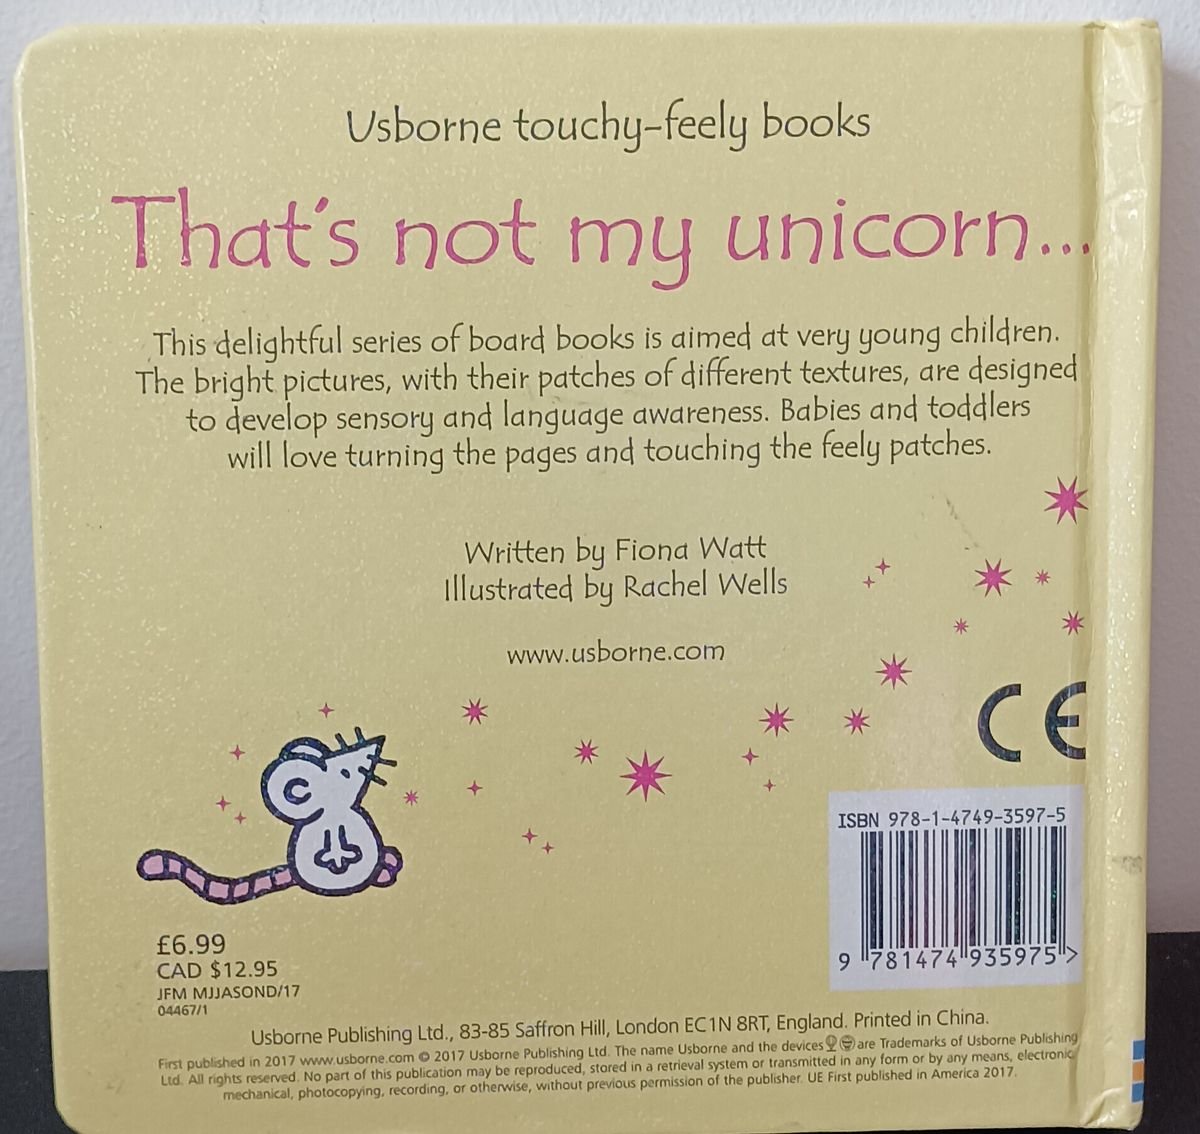 Usborne touchy-feely books
That's not my unicorn...
This delightful series of board books is aimed at very young children.
The bright pictures, with their patches of different textures, are designed
to develop sensory and language awareness. Babies and toddlers
will love turning the pages and touching the feely patches.
Written by Fiona Watt
Illustrated by Rachel Wells
www.usborne.com
CE
ISBN 978-1-4749-3597-5
9 781474 935975 >
£6.99
CAD $12.95
JFM MJJASOND/17
04467/1
Usborne Publishing Ltd., 83-85 Saffron Hill, London EC1N 8RT, England. Printed in China.
First published in 2017 www.usborne.com © 2017 Usborne Publishing Ltd. The name Usborne and the devices are Trademarks of Usborne Publishing
Ltd. All rights reserved. No part of this publication may be reproduced, stored in a retrieval system or transmitted in any form or by any means, electronic,
mechanical, photocopying, recording, or otherwise, without previous permission of the publisher. UE First published in America 2017.